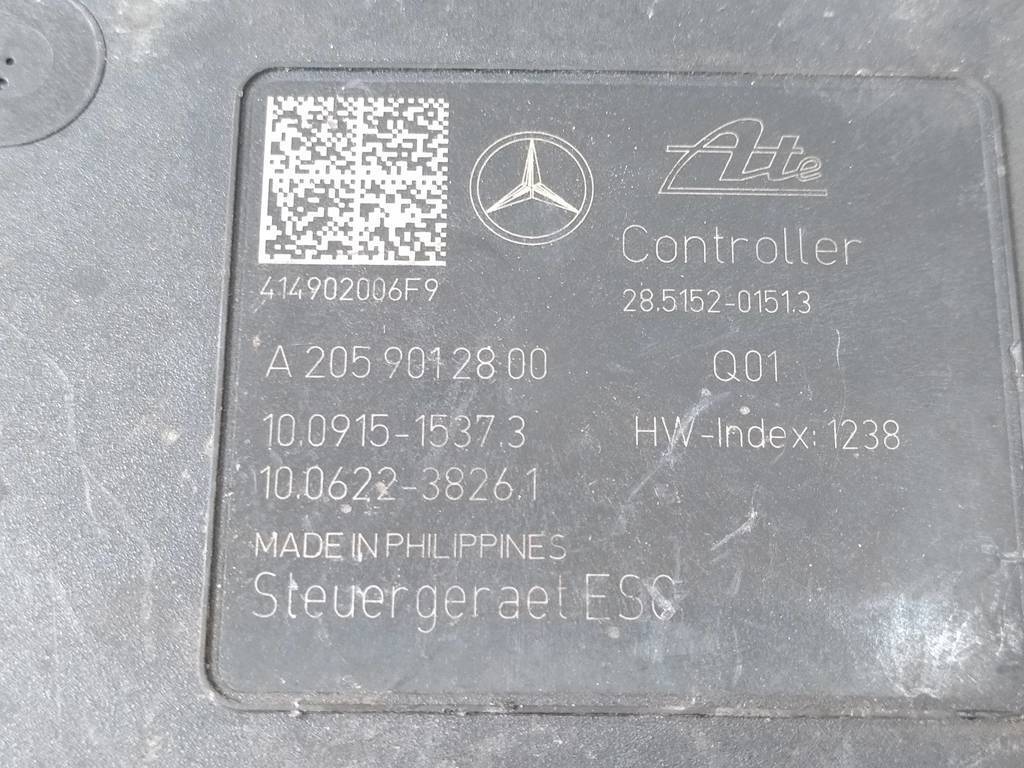 Ate
Controller
414902006F9
28.5152-0151.3
A 205 901 28 00
Q01
10.0915-1537.3
HW-Index: 1238
10.0622-3826.1
MADE IN PHILIPPINES
Steuergeraet ESC